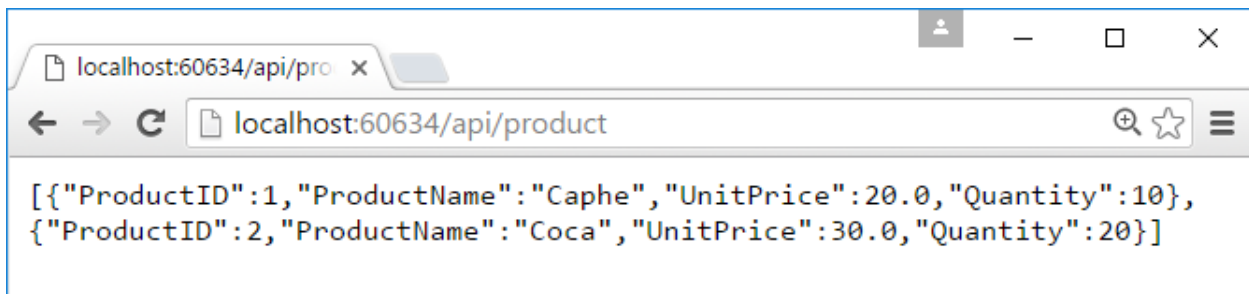 localhost:60634/api/pro
localhost:60634/api/product
[{"ProductID":1,"ProductName":"Caphe","UnitPrice":20.0,"Quantity":10},
{"ProductID":2,"ProductName":"Coca","UnitPrice":30.0,"Quantity":20}]